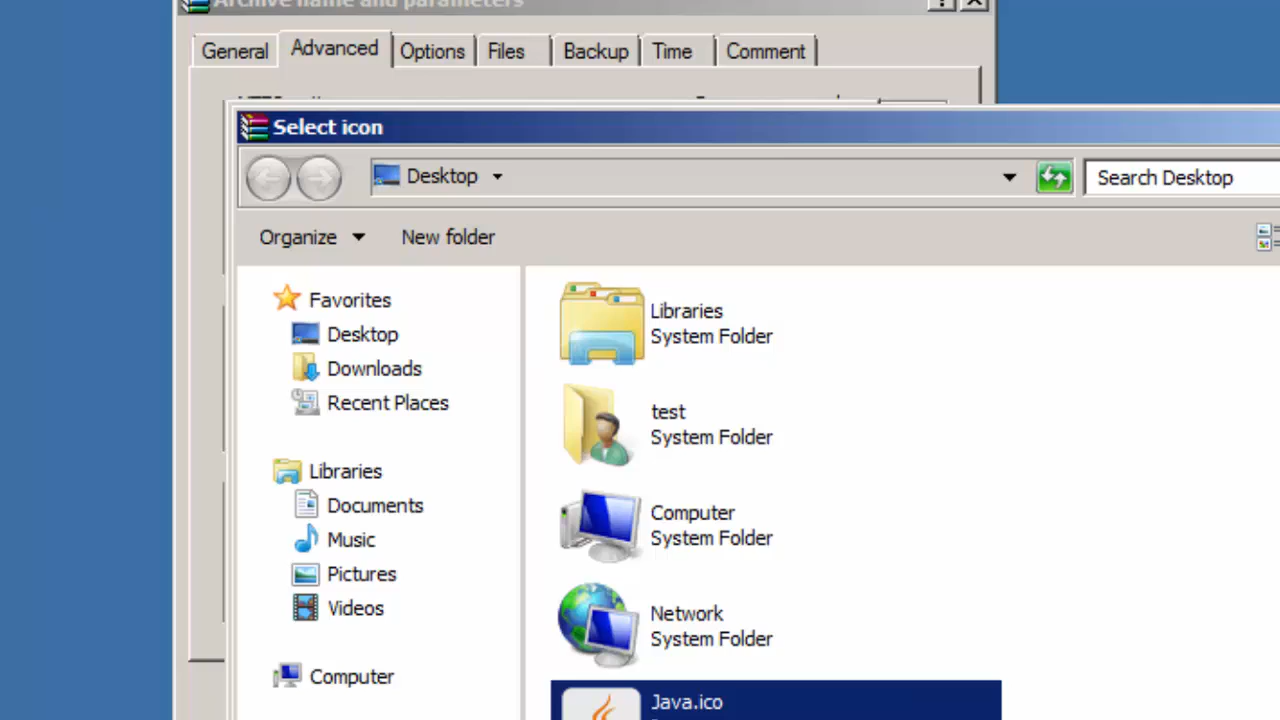 Archive name and parameters
General Advanced Options Files Backup Time Comment
Select icon
Desktop Search Desktop
Organize New folder
Favorites
Desktop
Downloads
Recent Places
Libraries
Documents
Music
Pictures
Videos
Computer
Libraries
System Folder
test
System Folder
Computer
System Folder
Network
System Folder
Java.ico